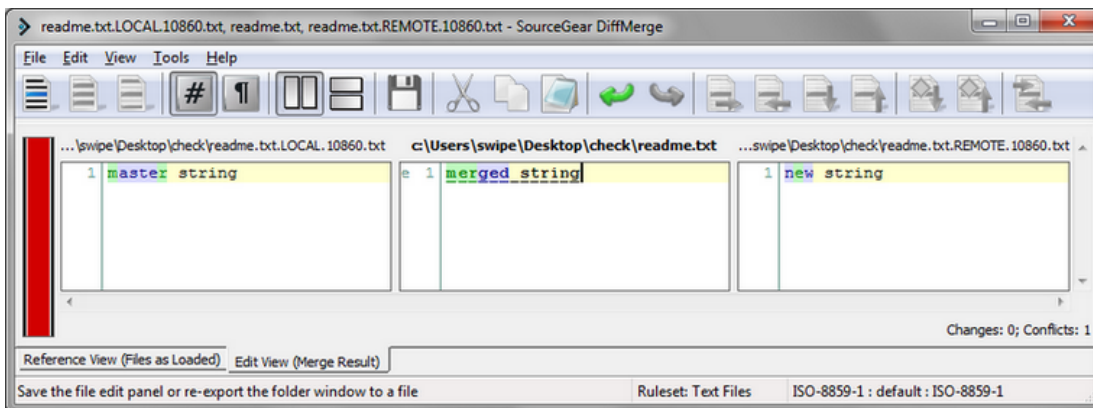 readme.txt.LOCAL.10860.txt, readme.txt, readme.txt.REMOTE.10860.txt - SourceGear DiffMerge
File Edit View Tools Help
# ¶
...\swipe\Desktop\check\readme.txt.LOCAL.10860.txt c:\Users\swipe\Desktop\check\readme.txt ...swipe\Desktop\check\readme.txt.REMOTE.10860.txt
1 master string e 1 merged string 1 new string
Changes: 0; Conflicts: 1
Reference View (Files as Loaded) Edit View (Merge Result)
Save the file edit panel or re-export the folder window to a file Ruleset: Text Files ISO-8859-1 : default : ISO-8859-1